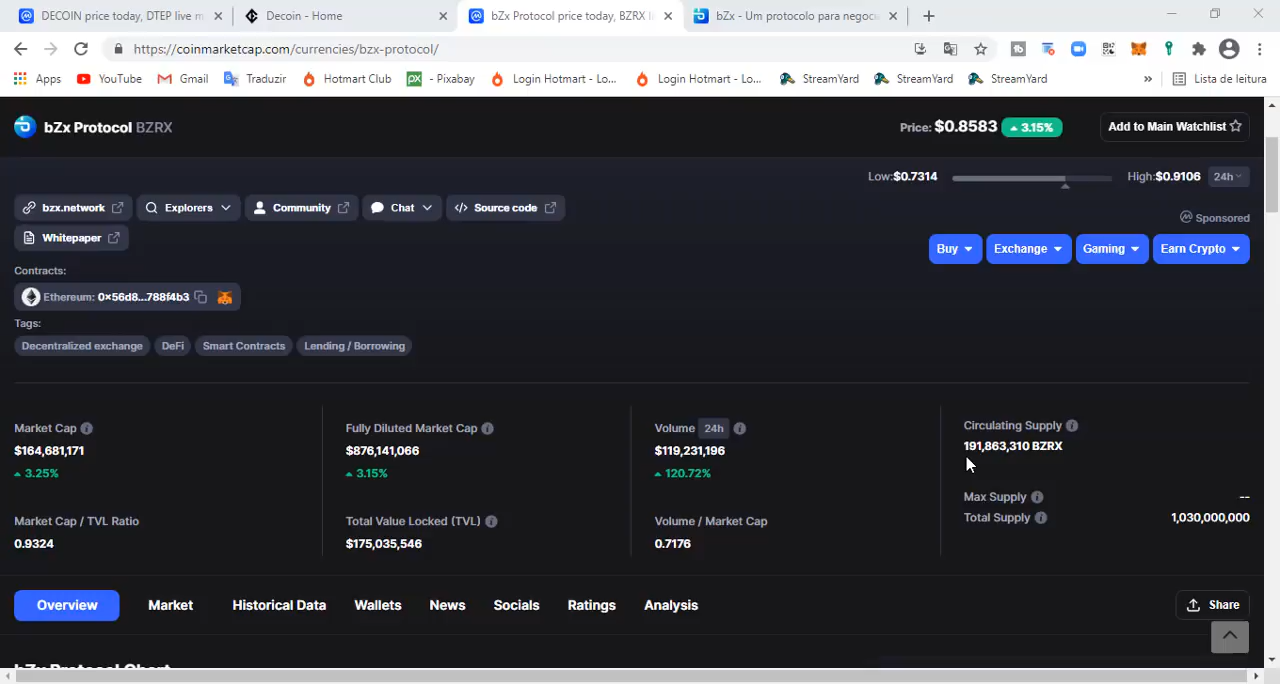 DECOIN price today, DTEP live m
Decoin - Home
bZx Protocol price today, BZRX li
bZx - Um protocolo para negoc
https://coinmarketcap.com/currencies/bzx-protocol/
Apps YouTube Gmail Traduzir Hotmart Club - Pixabay Login Hotmart - Lo... Login Hotmart - Lo... StreamYard StreamYard StreamYard » Lista de leitura
bZx Protocol BZRX
Price: $0.8583 3.15% Add to Main Watchlist
Low:$0.7314 High:$0.9106 24h
bzx.network Explorers Community Chat Source code
Sponsored
Whitepaper
Buy Exchange Gaming Earn Crypto
Contracts:
Ethereum: 0×56d8...788f4b3
Tags:
Decentralized exchange DeFi Smart Contracts Lending / Borrowing
Market Cap
$164,681,171
3.25%
Market Cap / TVL Ratio
0.9324
Fully Diluted Market Cap
$876,141,066
3.15%
Total Value Locked (TVL)
$175,035,546
Volume 24h
$119,231,196
120.72%
Volume / Market Cap
0.7176
Circulating Supply
191,863,310 BZRX
Max Supply --
Total Supply 1,030,000,000
Overview Market Historical Data Wallets News Socials Ratings Analysis Share
bZx Protocol Chart